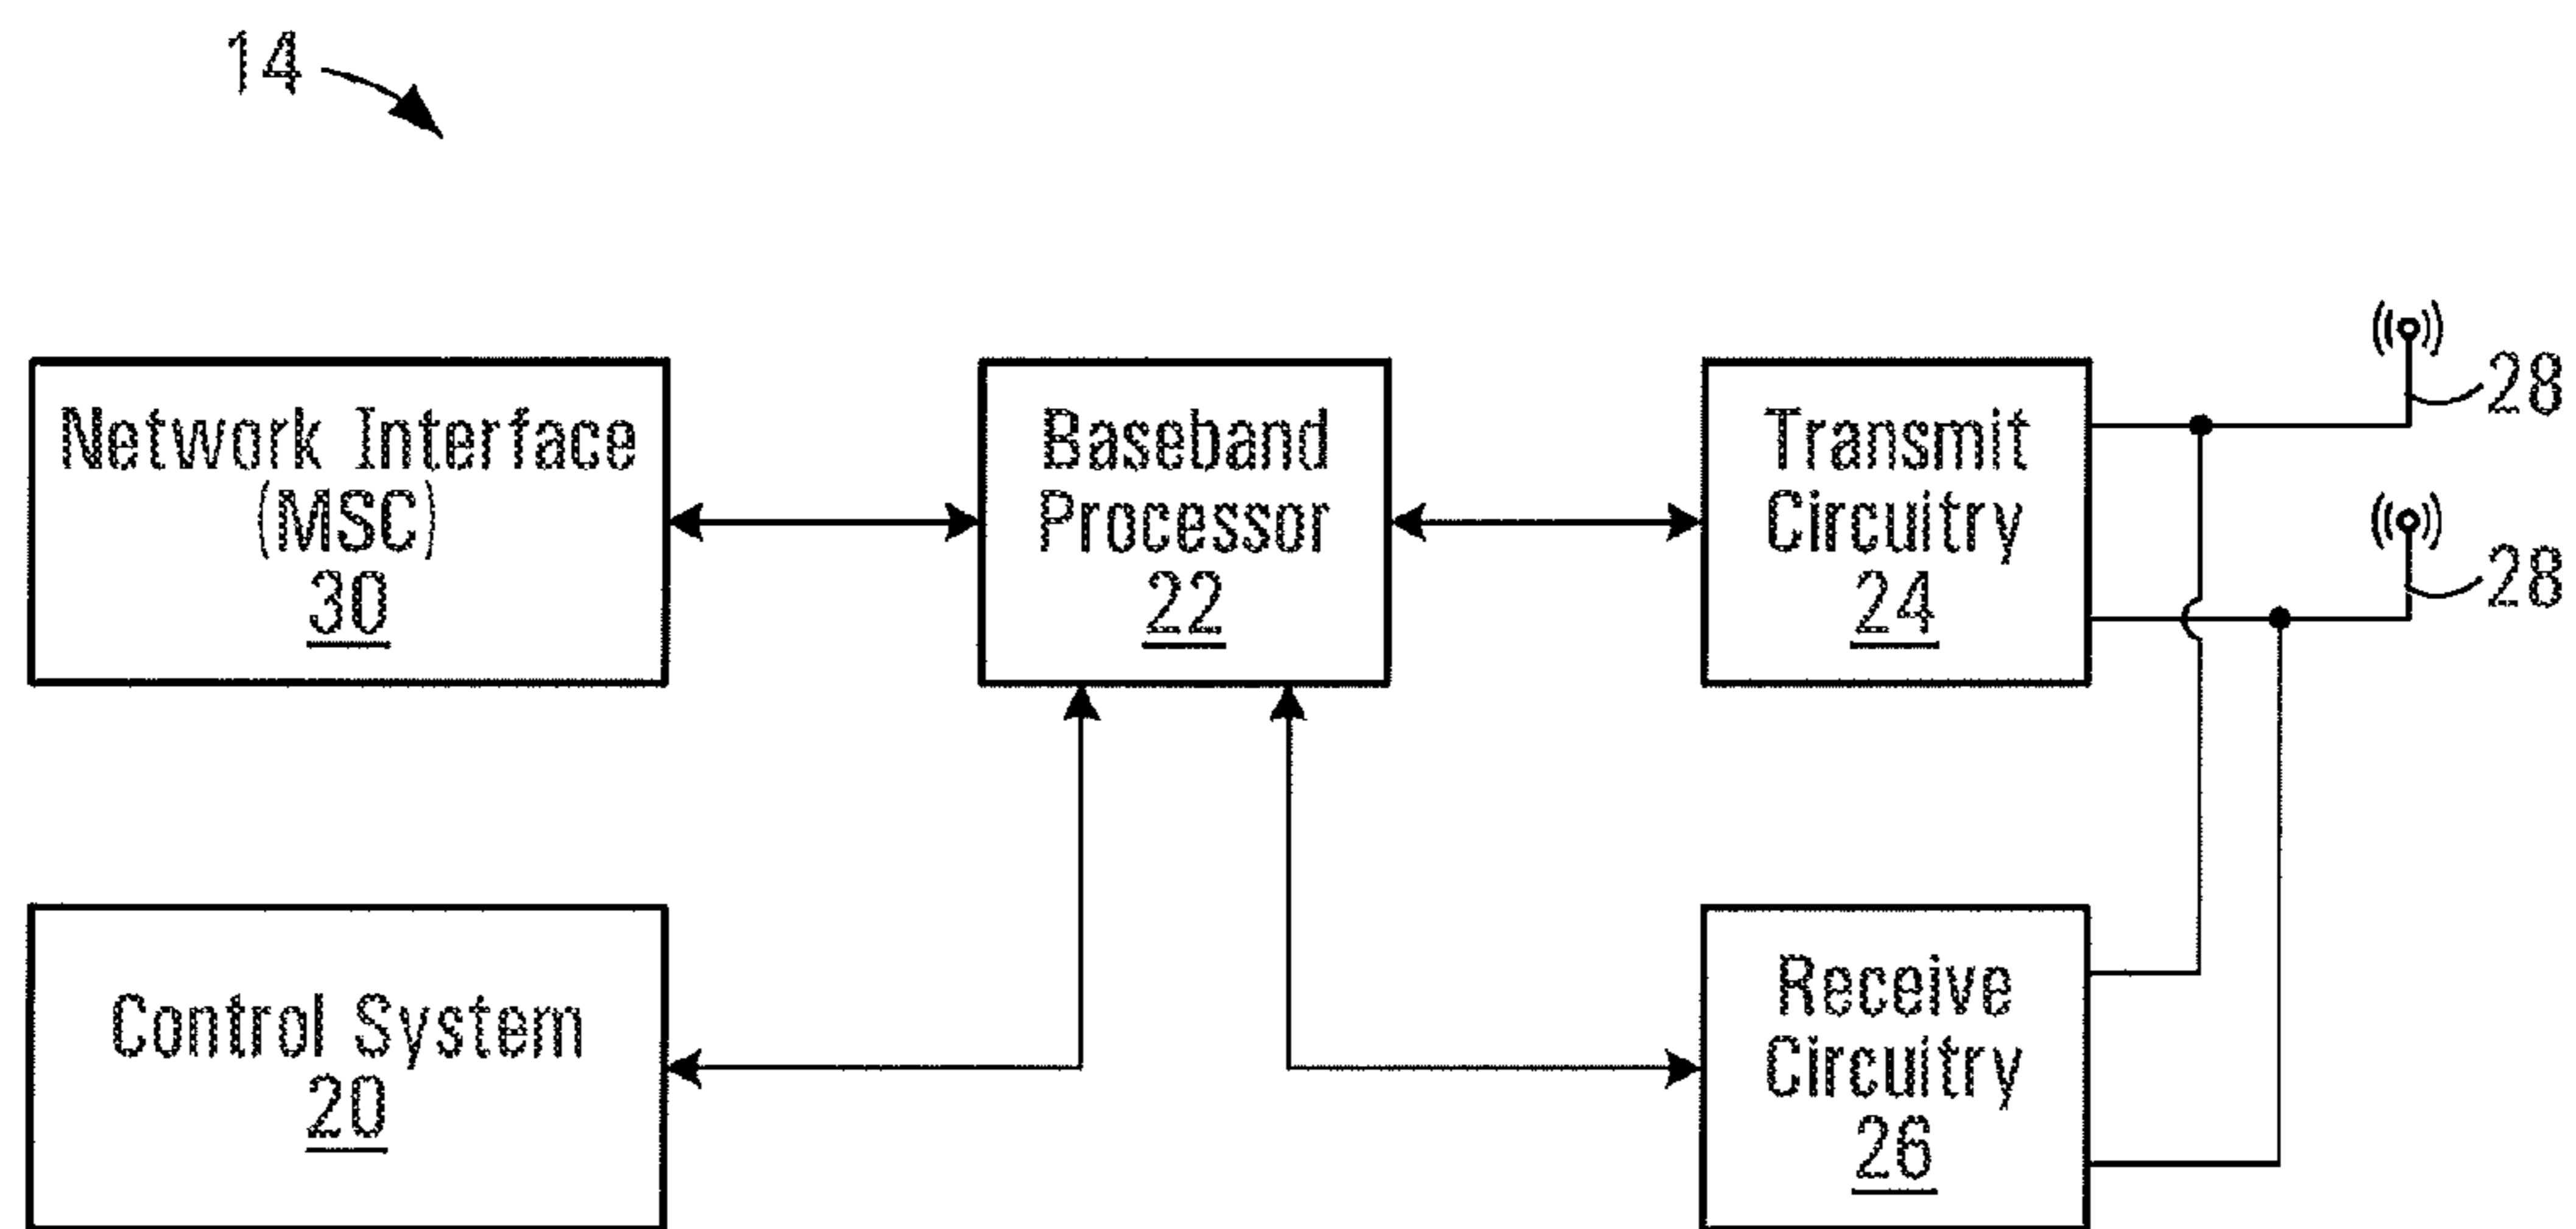 14
Network Interface
(MSC)
30
Baseband
Processor
22
Transmit
Circuitry
24
28
28
Control System
20
Receive
Circuitry
26